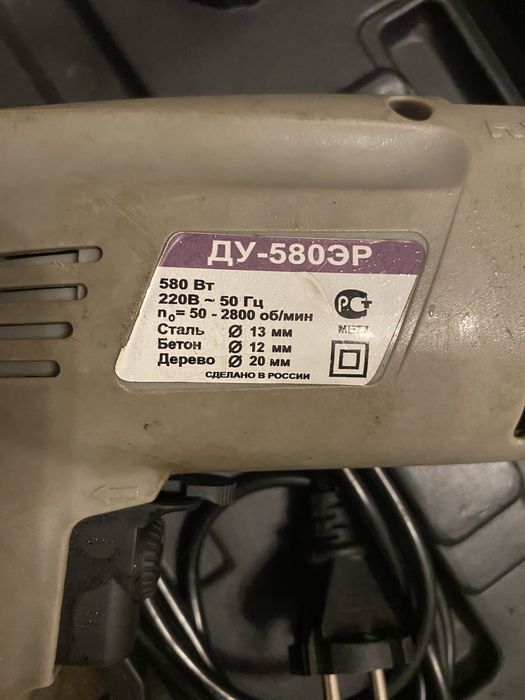 ДУ-580ЭР
580 Вт
220В ~ 50 Гц
n₀= 50 - 2800 об/мин
Сталь Ø 13 мм
Бетон Ø 12 мм
Дерево Ø 20 мм
СДЕЛАНО В РОССИИ
РСТ